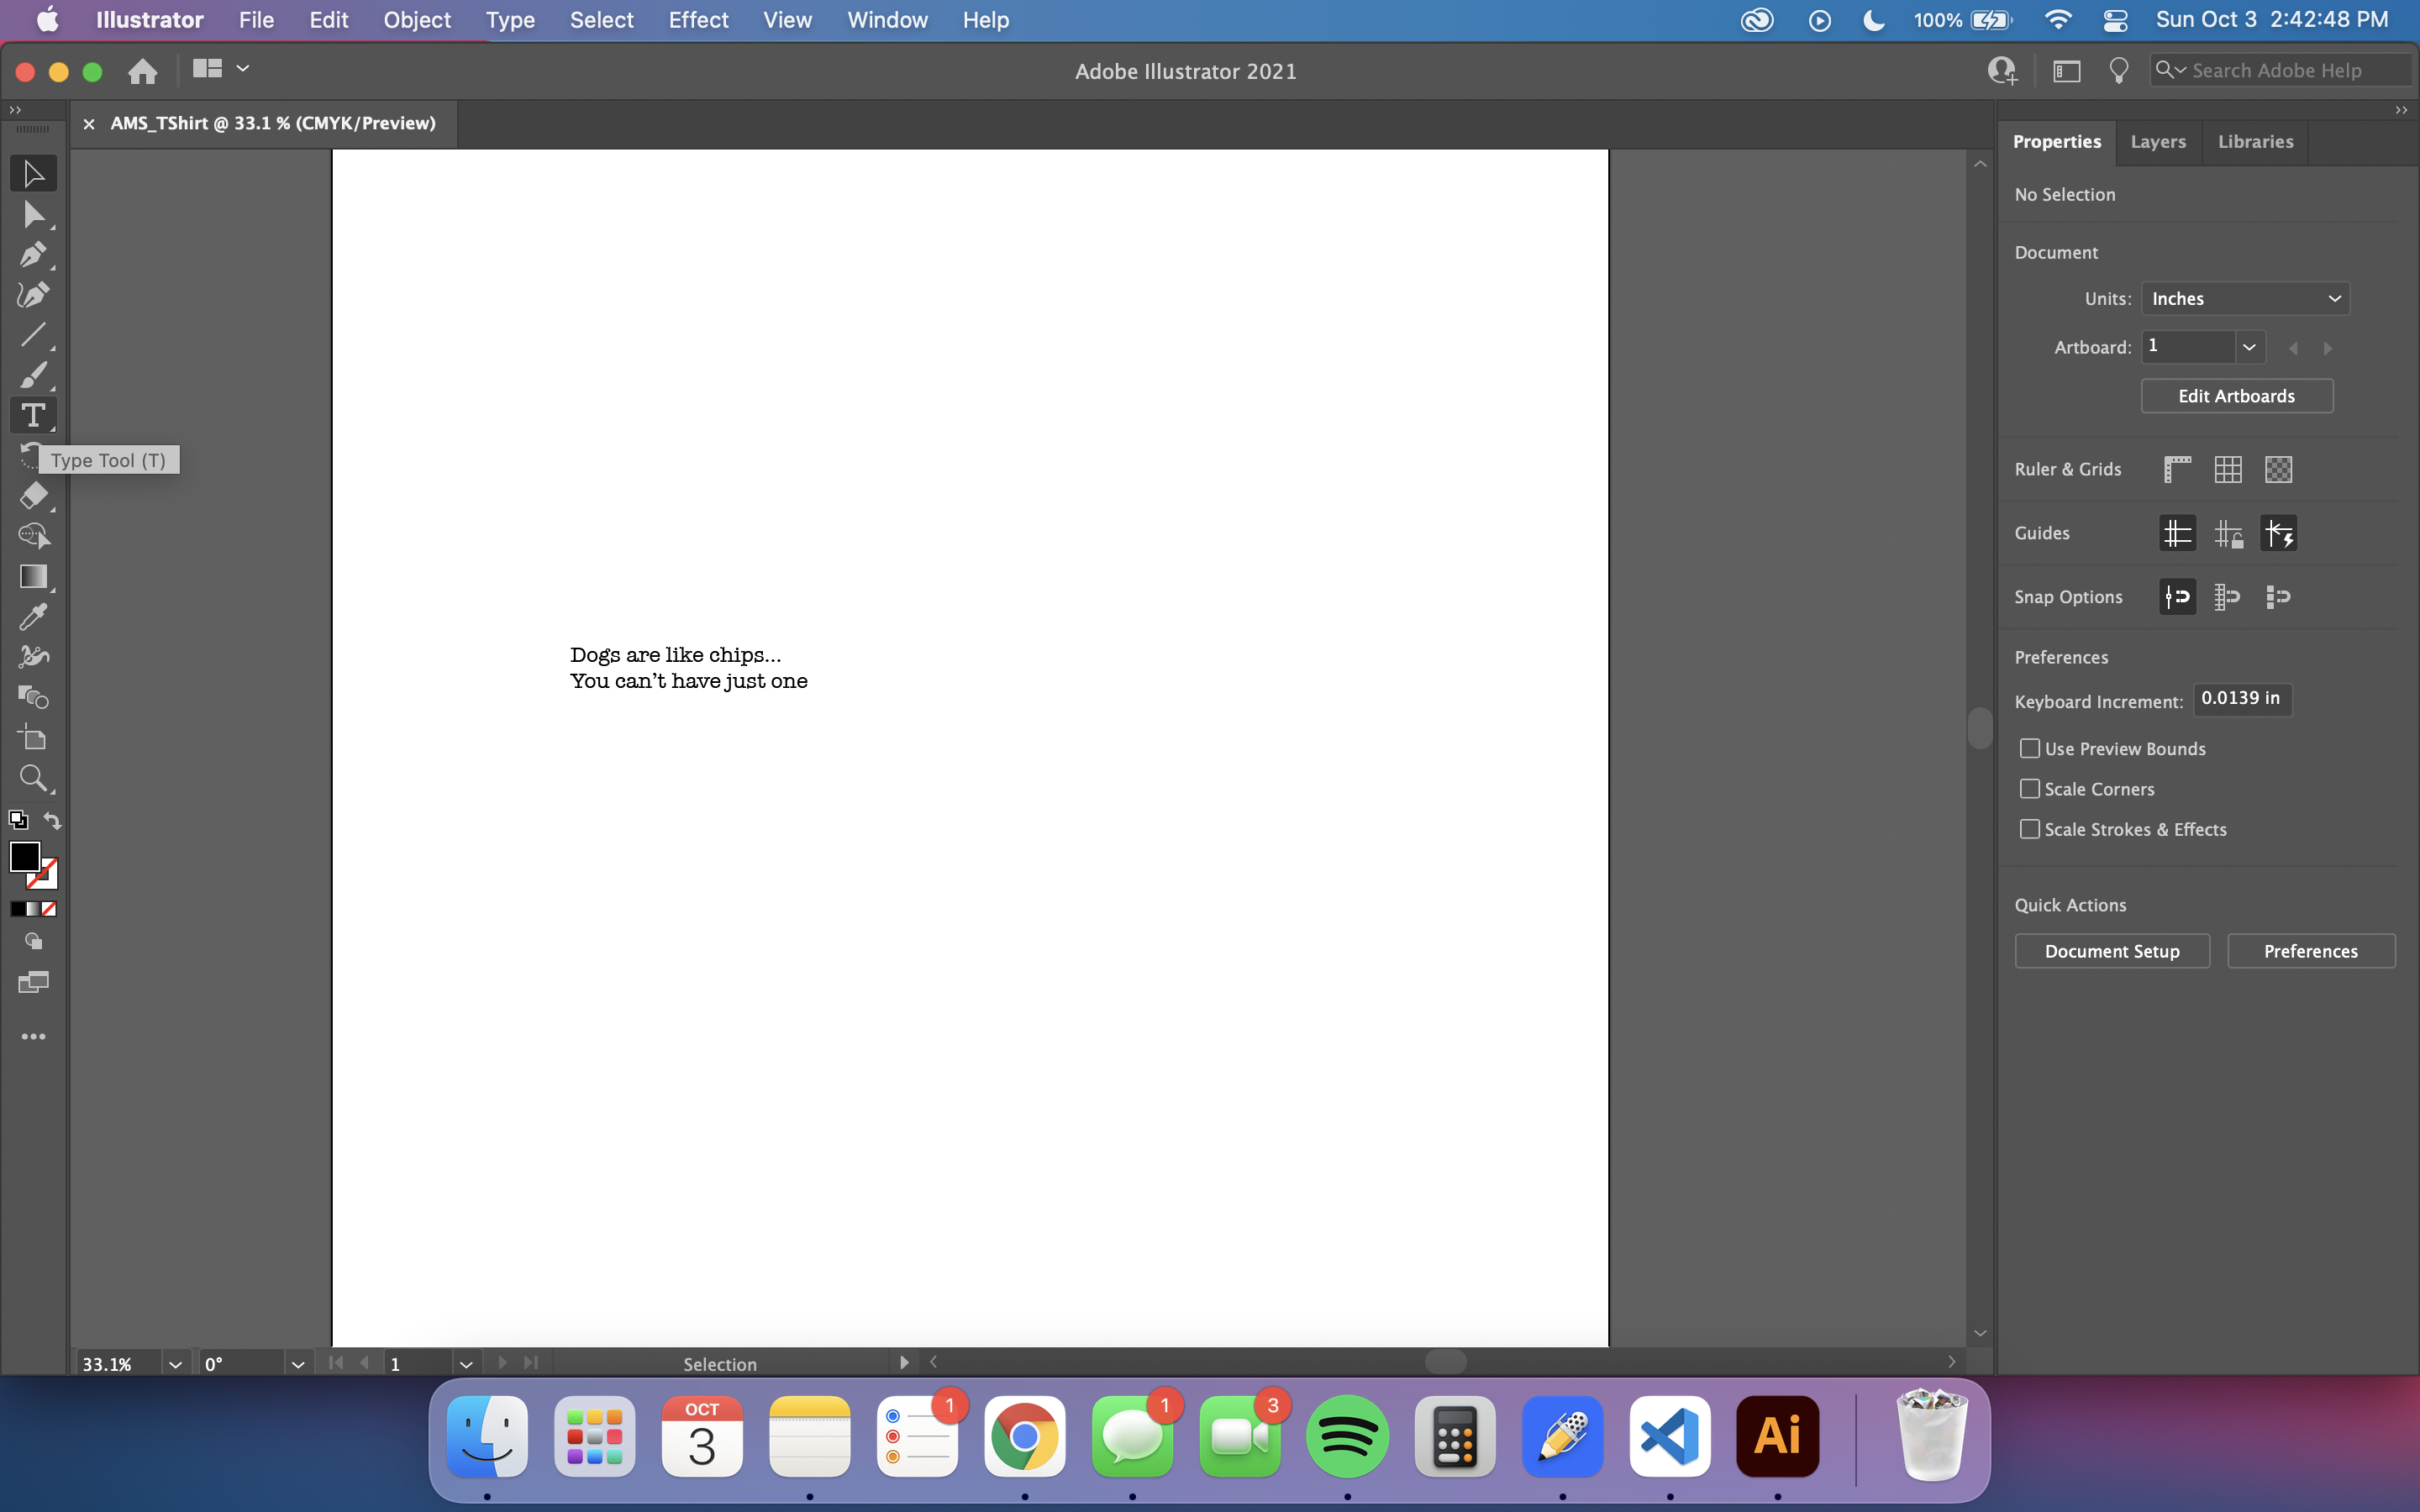 Illustrator File Edit Object Type Select Effect View Window Help 100% Sun Oct 3 2:42:48 PM
Adobe Illustrator 2021
Search Adobe Help
× AMS_TShirt @ 33.1 % (CMYK/Preview)
Properties Layers Libraries
No Selection
Document
Units: Inches
Artboard: 1
Edit Artboards
T
Type Tool (T)
Ruler & Grids
Guides
Snap Options
Dogs are like chips...
You can't have just one
Preferences
Keyboard Increment: 0.0139 in
Use Preview Bounds
Scale Corners
Scale Strokes & Effects
Quick Actions
Document Setup Preferences
33.1% 0° 1 Selection
OCT
3
1
1
3
Ai